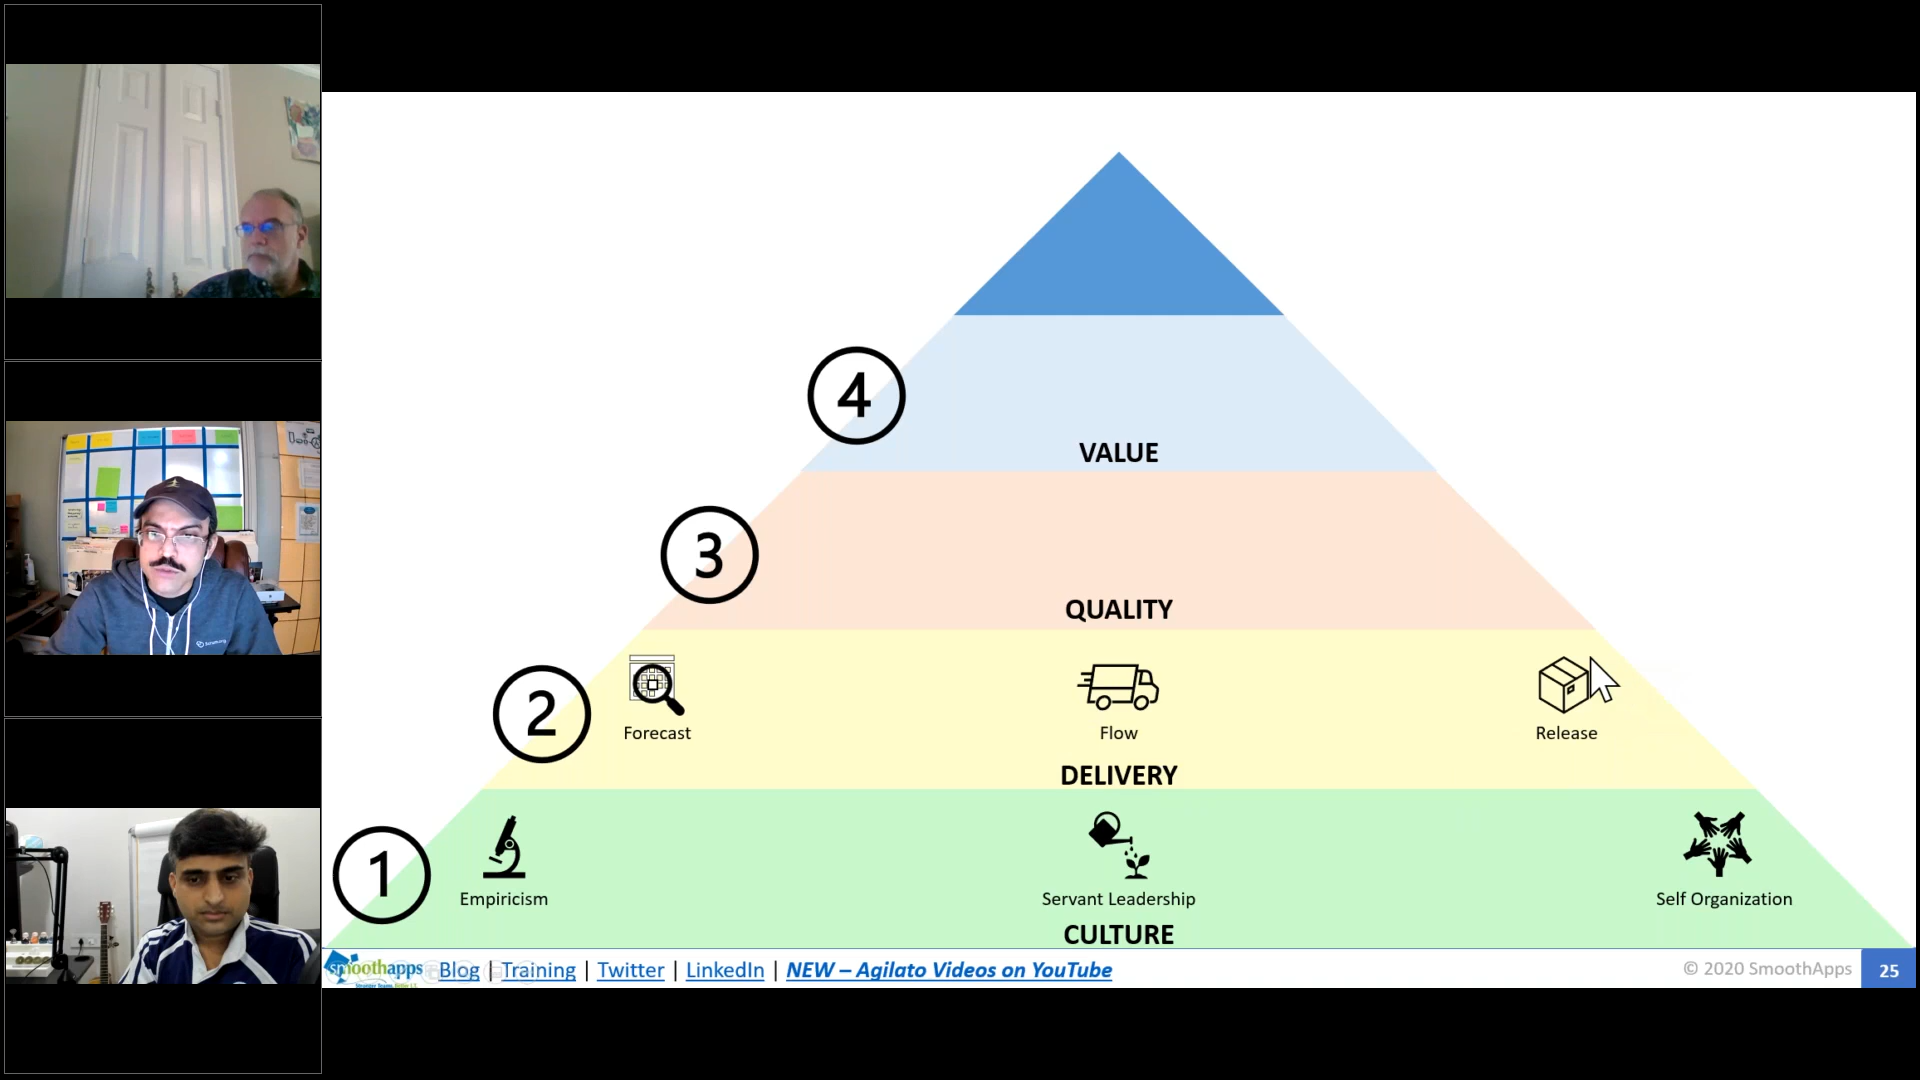 4
VALUE
3
QUALITY
2
Forecast
Flow
Release
DELIVERY
1
Empiricism
Servant Leadership
Self Organization
CULTURE
smoothapps Blog | Training | Twitter | LinkedIn | NEW – Agilato Videos on YouTube
© 2020 SmoothApps 25